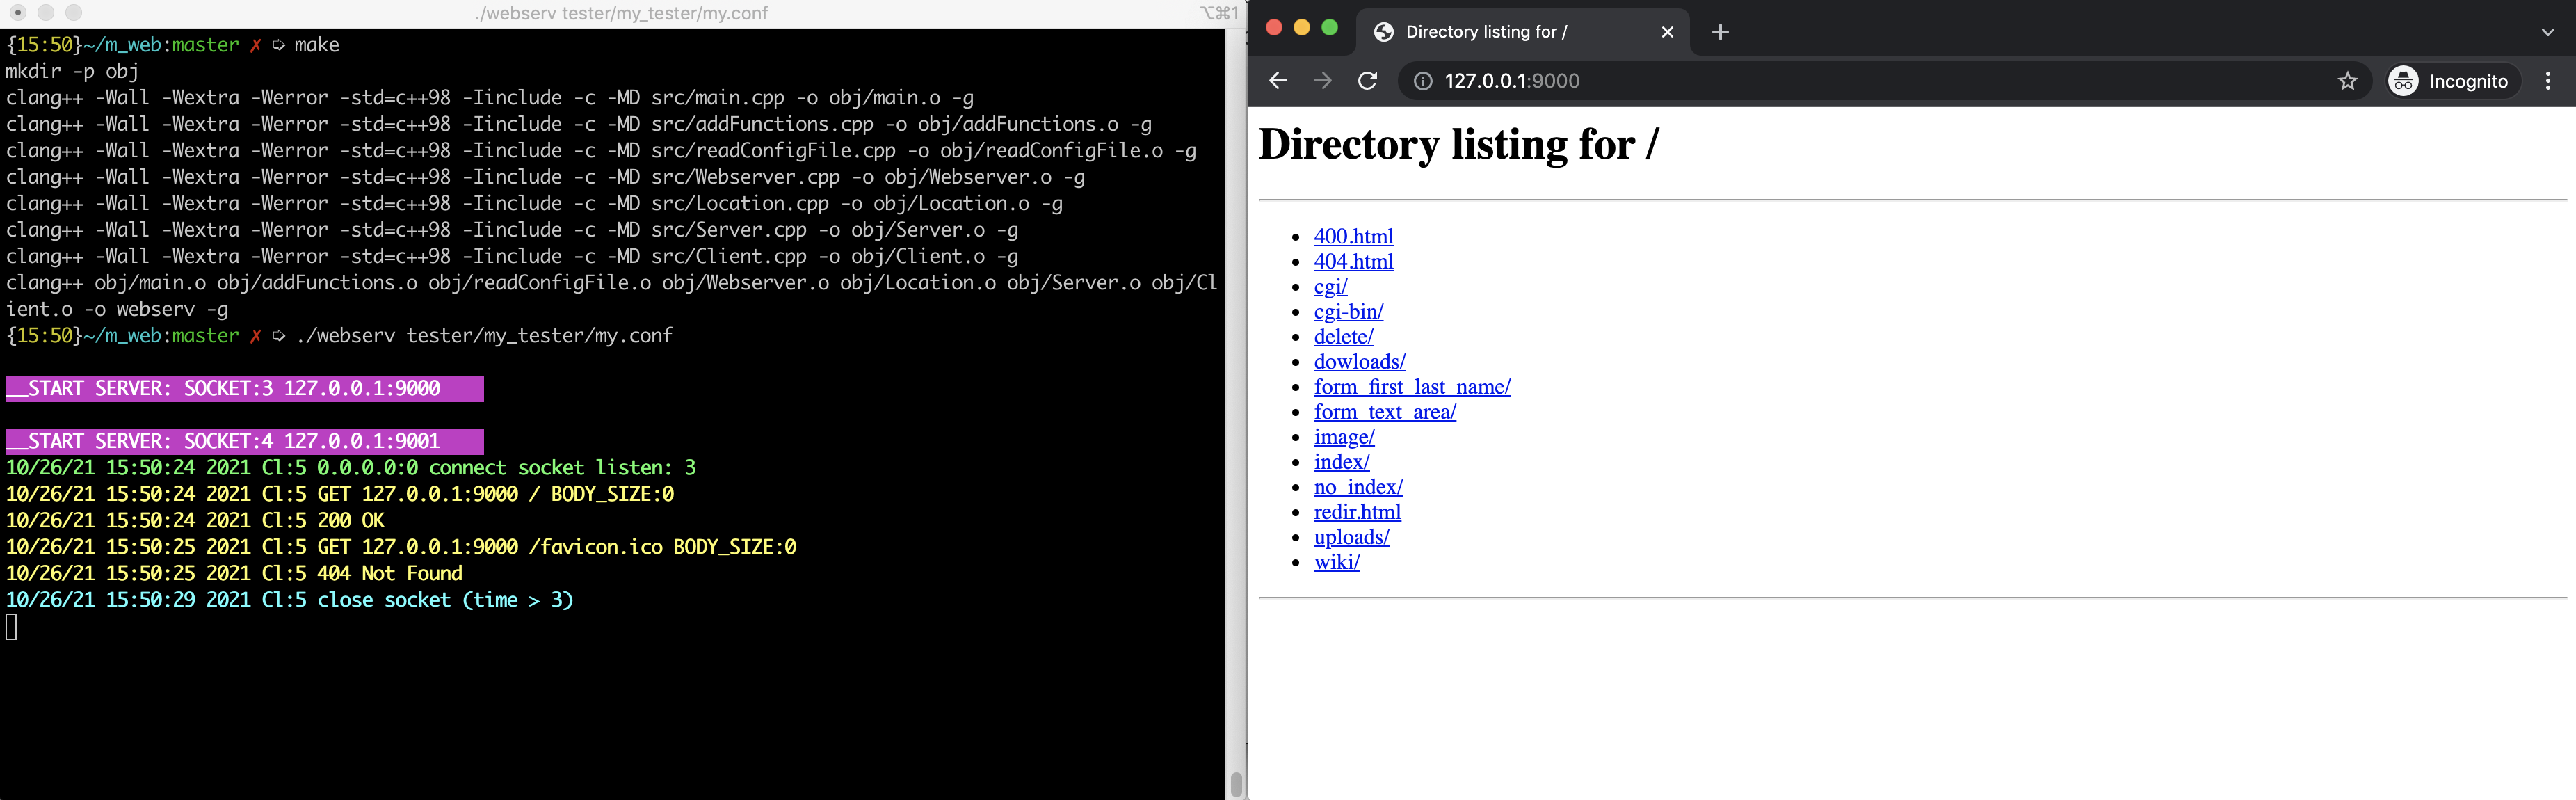 ./webserv tester/my_tester/my.conf
⌥⌘1
{15:50}~/m_web:master ✗ ➩ make
mkdir -p obj
clang++ -Wall -Wextra -Werror -std=c++98 -Iinclude -c -MD src/main.cpp -o obj/main.o -g
clang++ -Wall -Wextra -Werror -std=c++98 -Iinclude -c -MD src/addFunctions.cpp -o obj/addFunctions.o -g
clang++ -Wall -Wextra -Werror -std=c++98 -Iinclude -c -MD src/readConfigFile.cpp -o obj/readConfigFile.o -g
clang++ -Wall -Wextra -Werror -std=c++98 -Iinclude -c -MD src/Webserver.cpp -o obj/Webserver.o -g
clang++ -Wall -Wextra -Werror -std=c++98 -Iinclude -c -MD src/Location.cpp -o obj/Location.o -g
clang++ -Wall -Wextra -Werror -std=c++98 -Iinclude -c -MD src/Server.cpp -o obj/Server.o -g
clang++ -Wall -Wextra -Werror -std=c++98 -Iinclude -c -MD src/Client.cpp -o obj/Client.o -g
clang++ obj/main.o obj/addFunctions.o obj/readConfigFile.o obj/Webserver.o obj/Location.o obj/Server.o obj/Cl
ient.o -o webserv -g
{15:50}~/m_web:master ✗ ➩ ./webserv tester/my_tester/my.conf
__START SERVER: SOCKET:3 127.0.0.1:9000
__START SERVER: SOCKET:4 127.0.0.1:9001
10/26/21 15:50:24 2021 Cl:5 0.0.0.0:0 connect socket listen: 3
10/26/21 15:50:24 2021 Cl:5 GET 127.0.0.1:9000 / BODY_SIZE:0
10/26/21 15:50:24 2021 Cl:5 200 OK
10/26/21 15:50:25 2021 Cl:5 GET 127.0.0.1:9000 /favicon.ico BODY_SIZE:0
10/26/21 15:50:25 2021 Cl:5 404 Not Found
10/26/21 15:50:29 2021 Cl:5 close socket (time > 3)
Directory listing for /
127.0.0.1:9000
Incognito
Directory listing for /
400.html
404.html
cgi/
cgi-bin/
delete/
dowloads/
form_first_last_name/
form_text_area/
image/
index/
no_index/
redir.html
uploads/
wiki/